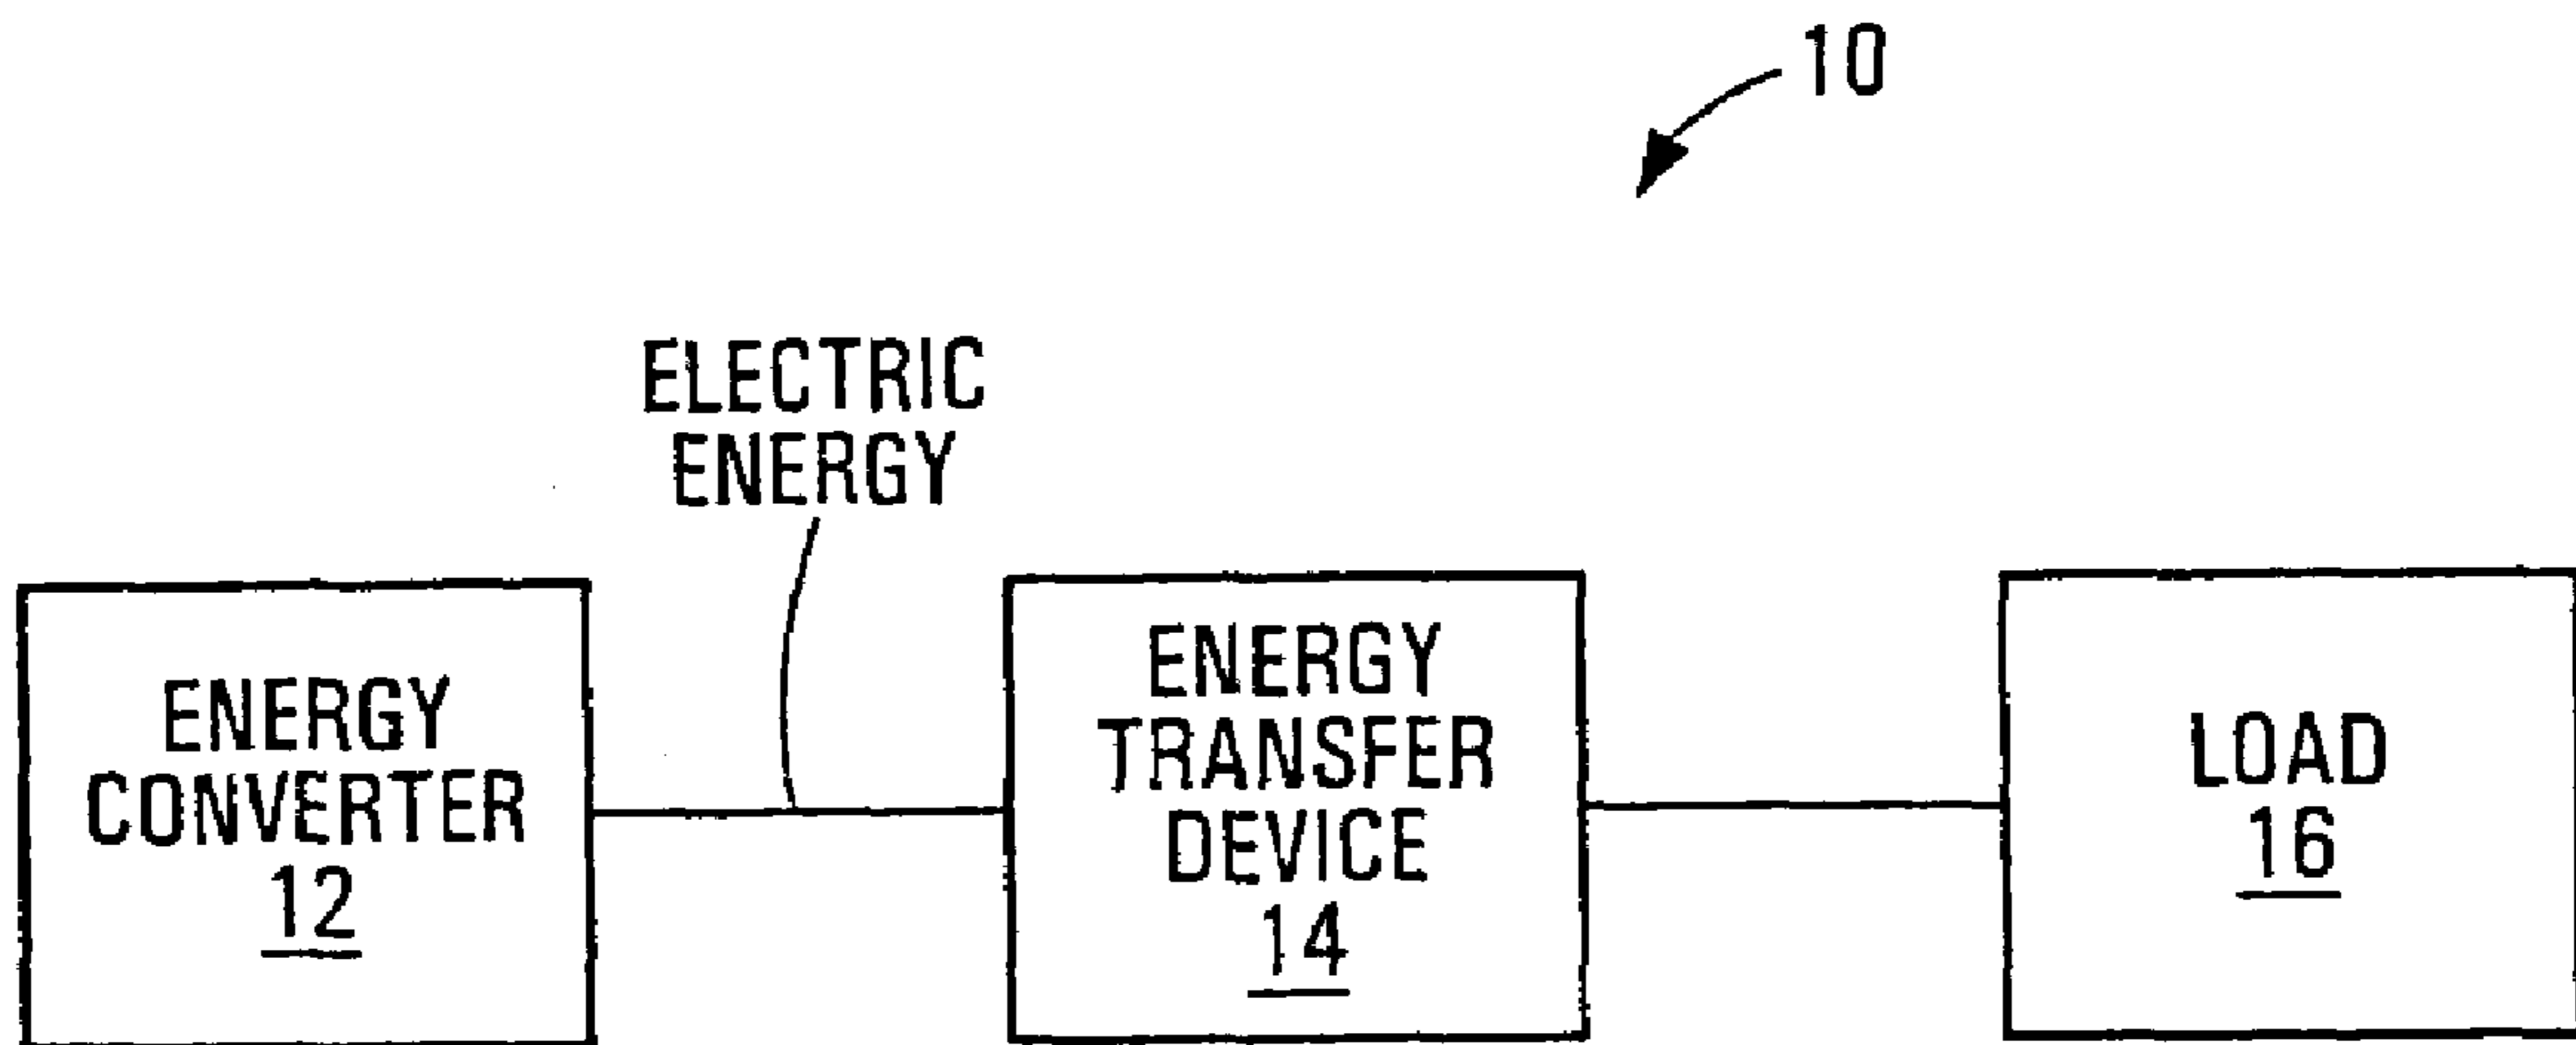 10
ELECTRIC
ENERGY
ENERGY
CONVERTER
12
ENERGY
TRANSFER
DEVICE
14
LOAD
16